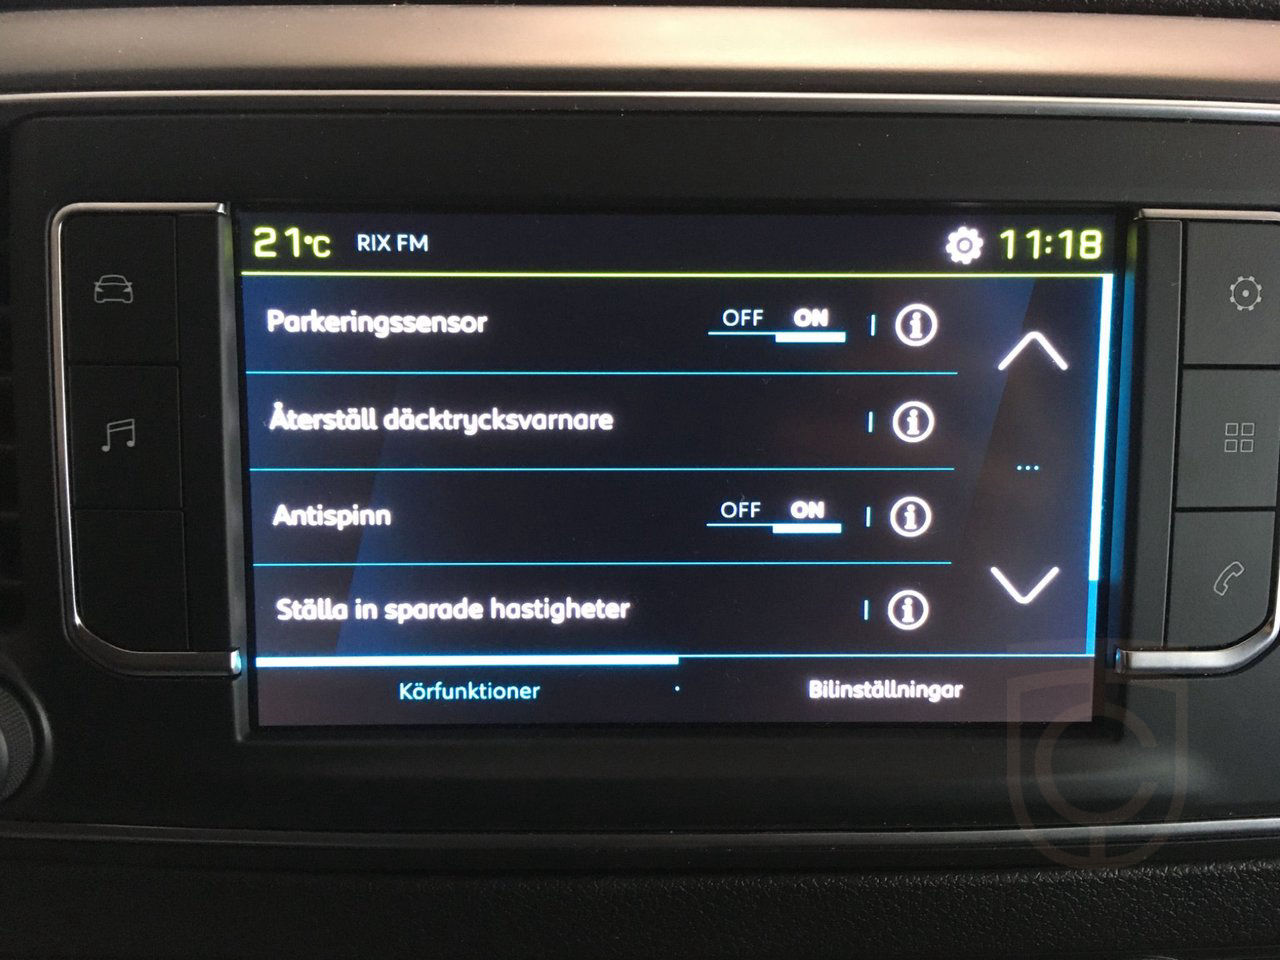 21°C RIX FM 11:18
Parkeringssensor OFF ON
Återställ däcktrycksvarnare
Antispinn OFF ON
Ställa in sparade hastigheter
Körfunktioner Bilinställningar